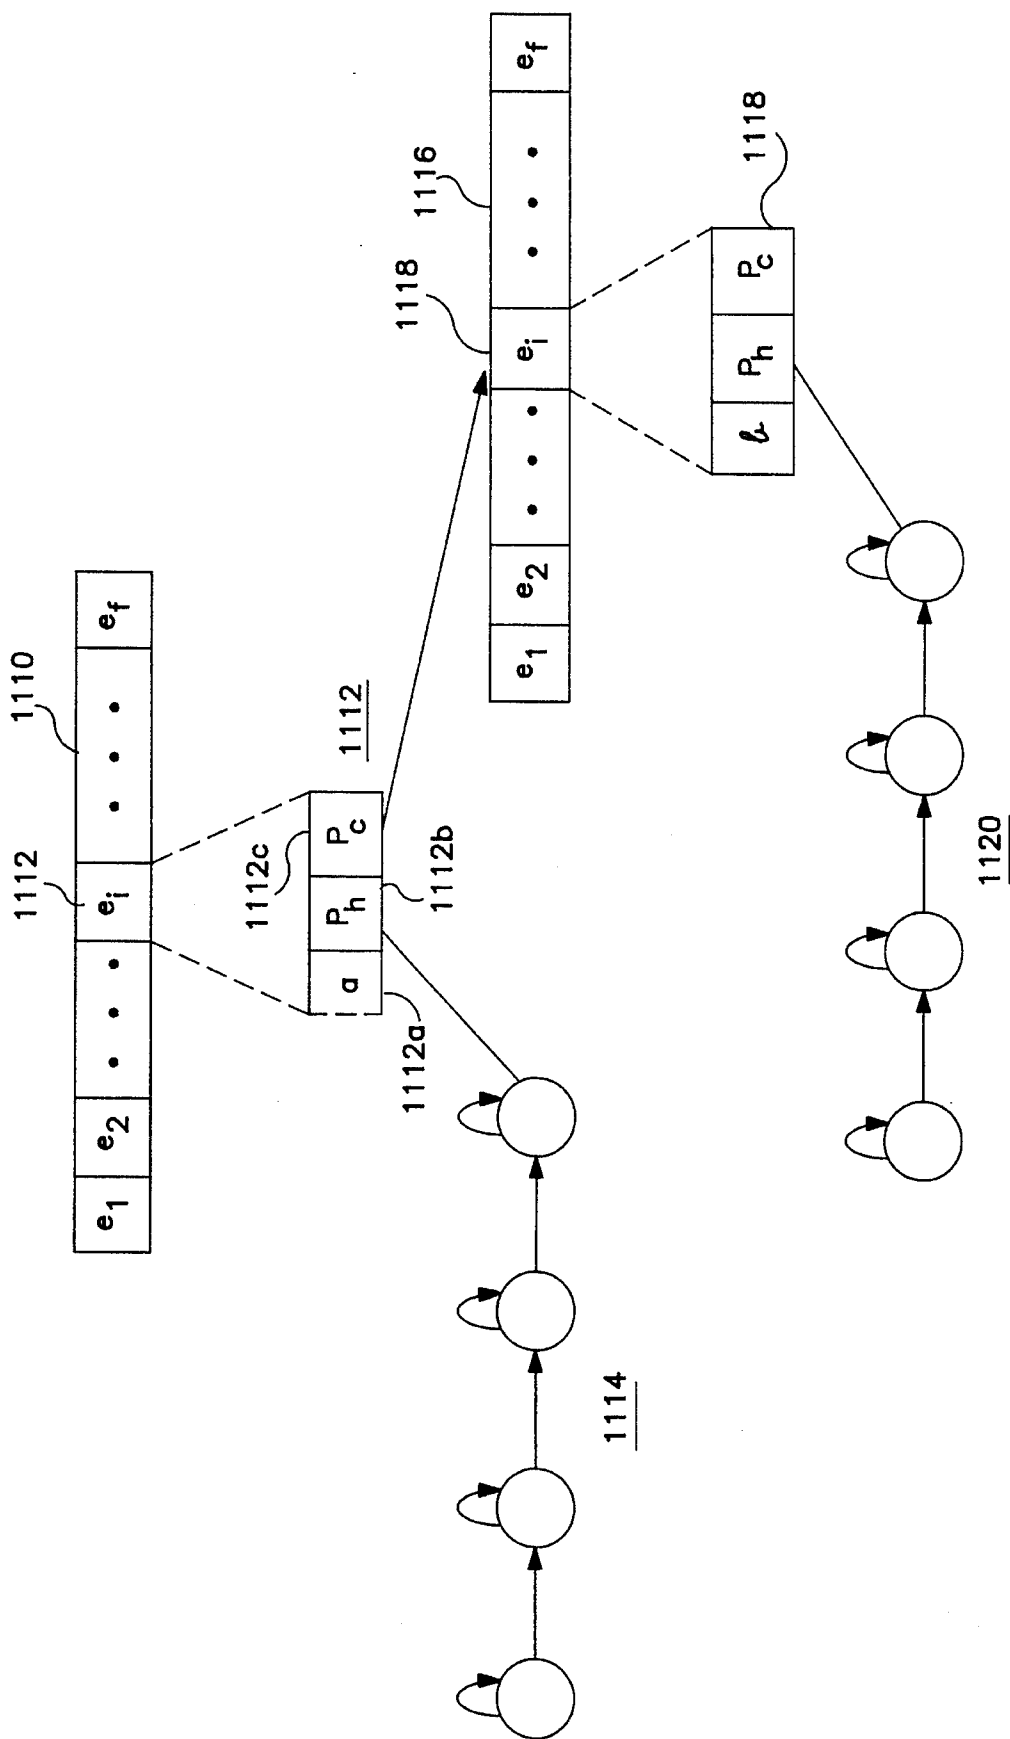 1110
1112
e1 e2 • • • ei • • • ef
1112c
1112
a Ph Pc
1112a
1112b
1114
1116
1118
e1 e2 • • • ei • • • ef
b Ph Pc
1118
1120